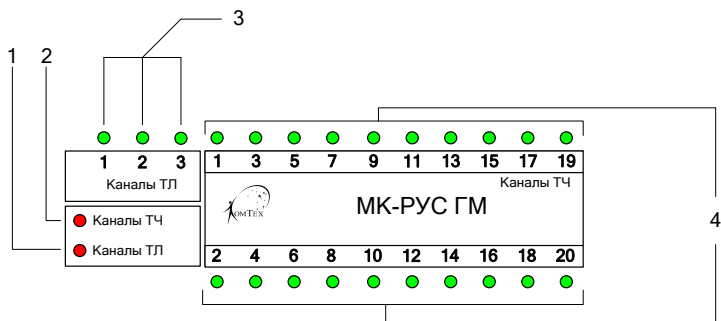 3
1 2
1 2 3 1 3 5 7 9 11 13 15 17 19
Каналы ТЛ
Каналы ТЧ
КОМТЕХ
МК-РУС ГМ
Каналы ТЧ
4
Каналы ТЛ
2 4 6 8 10 12 14 16 18 20